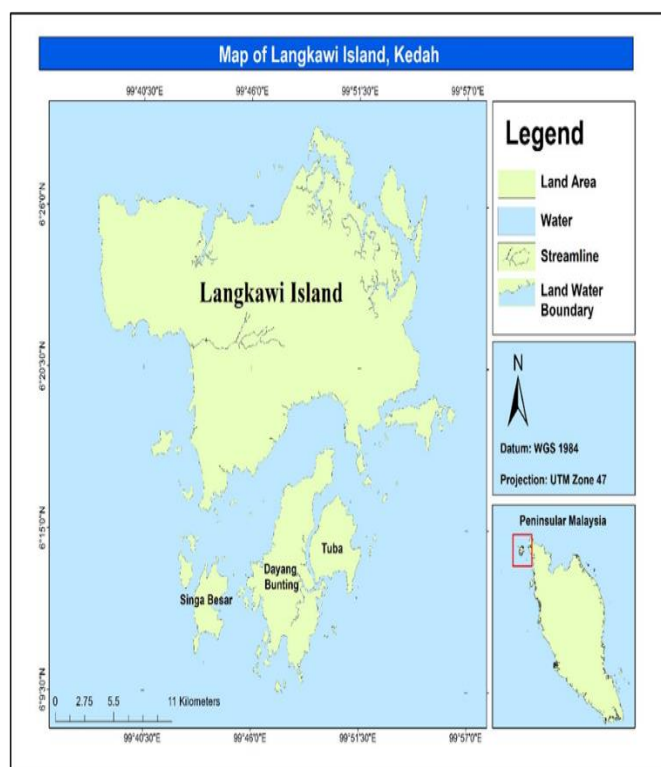 Map of Langkawi Island, Kedah
99°40'30"E 99°46'0"E 99°51'30"E 99°57'0"E
6°26'0"N
6°20'30"N
6°15'0"N
6°9'30"N
Langkawi Island
Tuba
Dayang
Bunting
Singa Besar
0 2.75 5.5 11 Kilometers
99°40'30"E 99°46'0"E 99°51'30"E 99°57'0"E
Legend
Land Area
Water
Streamline
Land Water
Boundary
N
Datum: WGS 1984
Projection: UTM Zone 47
Peninsular Malaysia